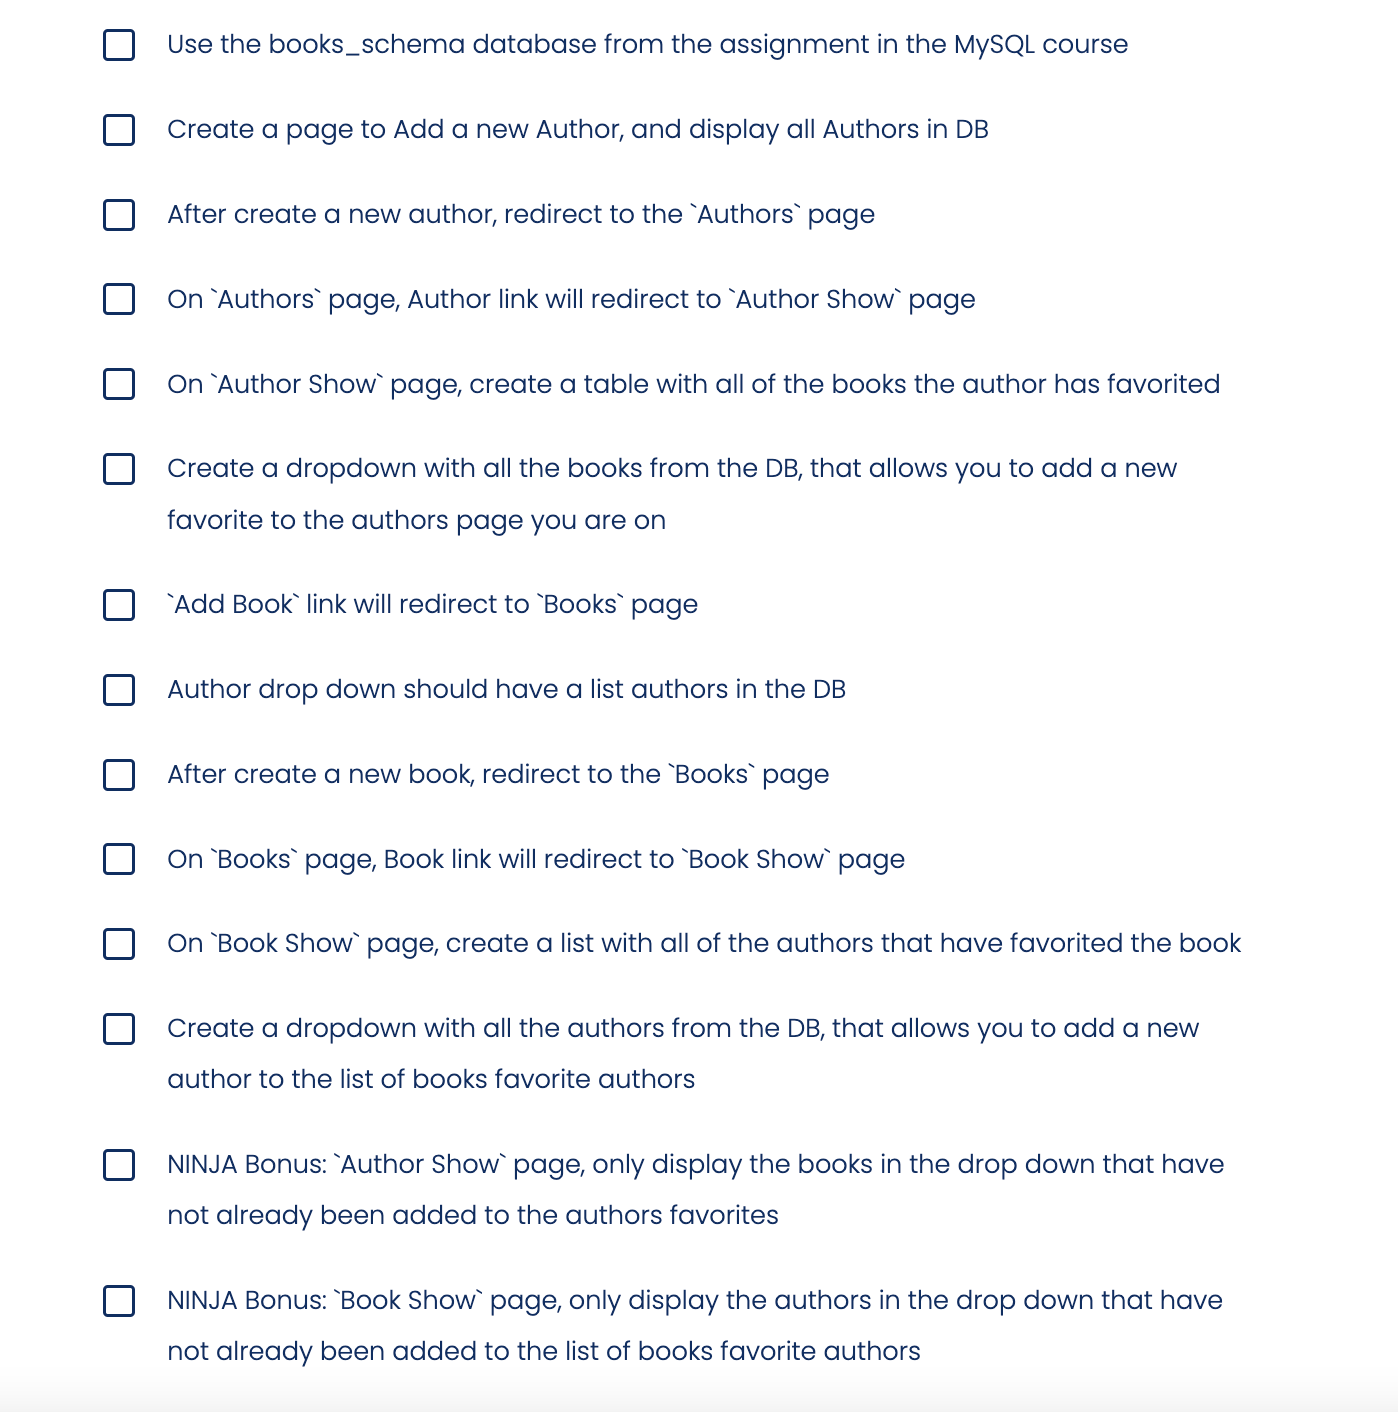 Use the books_schema database from the assignment in the MySQL course
Create a page to Add a new Author, and display all Authors in DB
After create a new author, redirect to the `Authors` page
On `Authors` page, Author link will redirect to `Author Show` page
On `Author Show` page, create a table with all of the books the author has favorited
Create a dropdown with all the books from the DB, that allows you to add a new
favorite to the authors page you are on
`Add Book` link will redirect to `Books` page
Author drop down should have a list authors in the DB
After create a new book, redirect to the `Books` page
On `Books` page, Book link will redirect to `Book Show` page
On `Book Show` page, create a list with all of the authors that have favorited the book
Create a dropdown with all the authors from the DB, that allows you to add a new
author to the list of books favorite authors
NINJA Bonus: `Author Show` page, only display the books in the drop down that have
not already been added to the authors favorites
NINJA Bonus: `Book Show` page, only display the authors in the drop down that have
not already been added to the list of books favorite authors